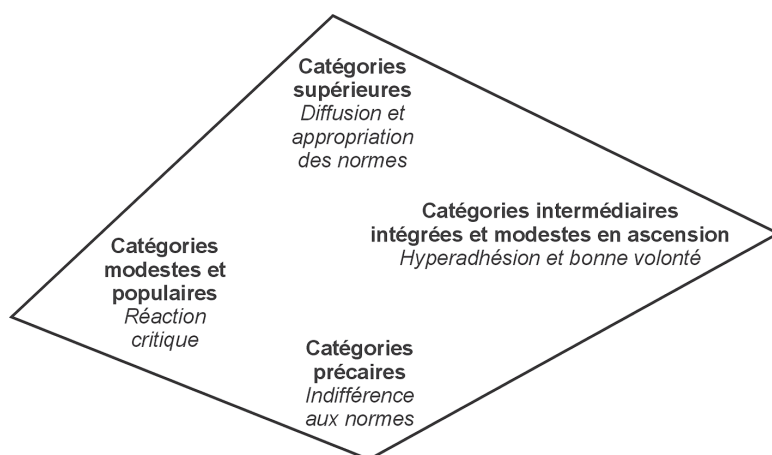 Catégories
supérieures
Diffusion et
appropriation
des normes
Catégories intermédiaires
intégrées et modestes en ascension
Hyperadhésion et bonne volonté
Catégories
modestes et
populaires
Réaction
critique
Catégories
précaires
Indifférence
aux normes